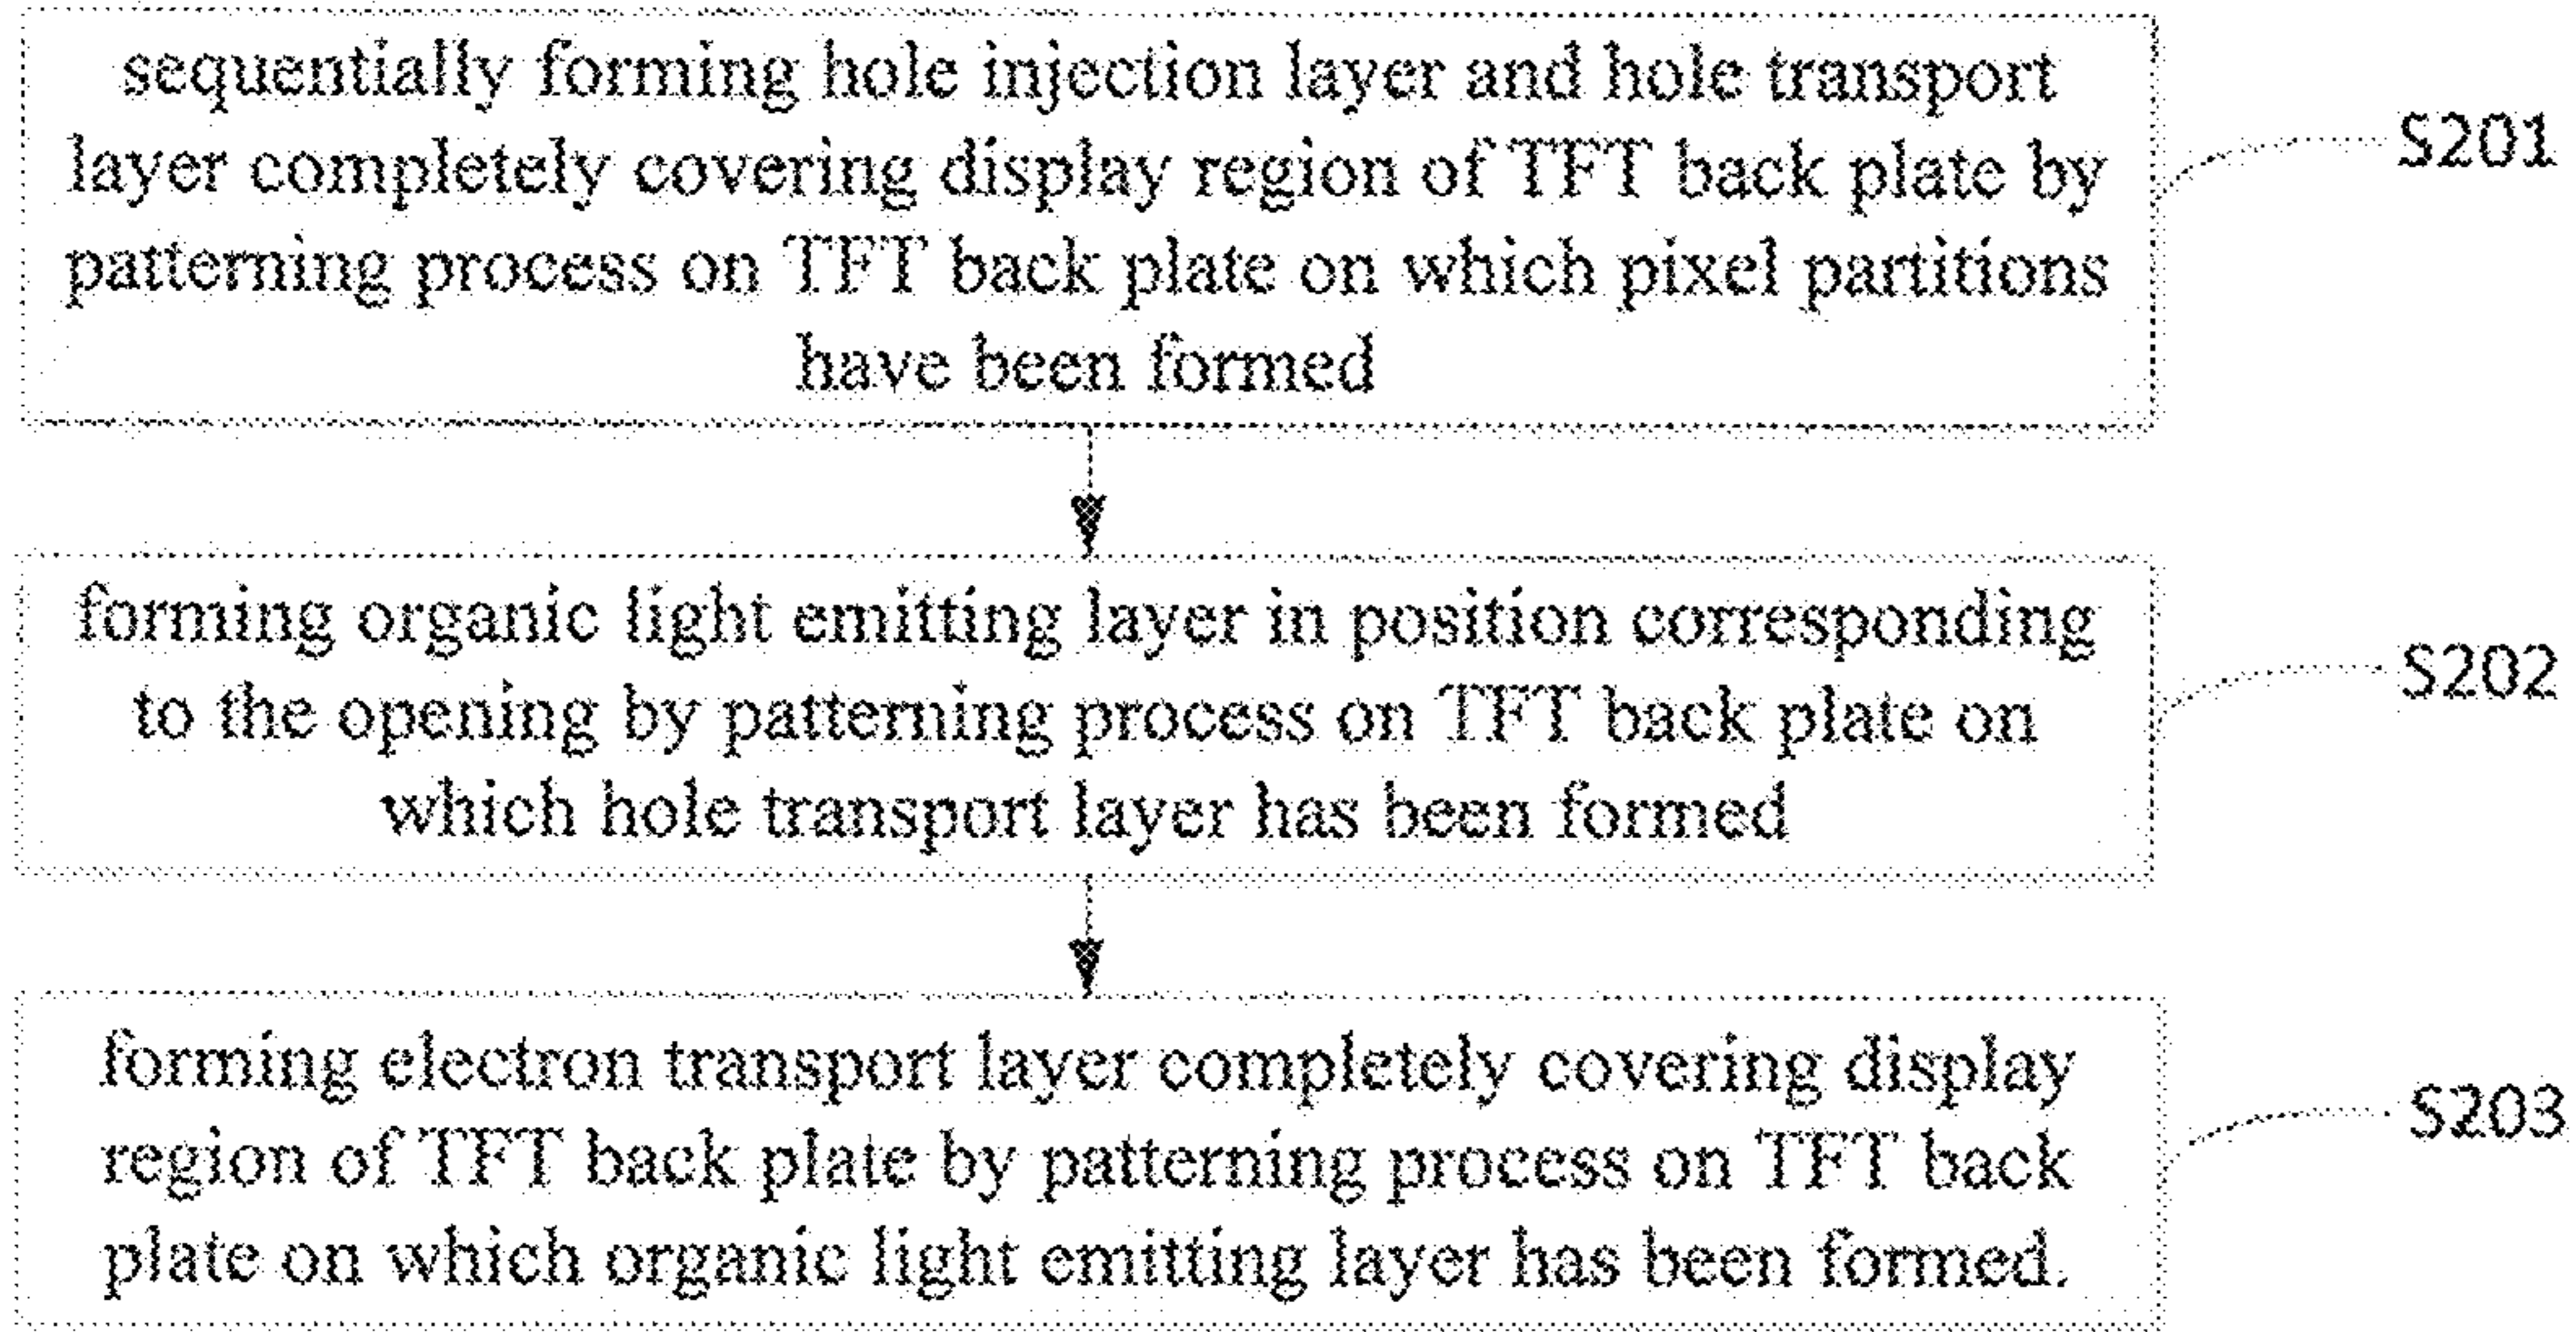 sequentially forming hole injection layer and hole transport
layer completely covering display region of TFT back plate by
patterning process on TFT back plate on which pixel partitions
have been formed
S201
forming organic light emitting layer in position corresponding
to the opening by patterning process on TFT back plate on
which hole transport layer has been formed
S202
forming electron transport layer completely covering display
region of TFT back plate by patterning process on TFT back
plate on which organic light emitting layer has been formed.
S203